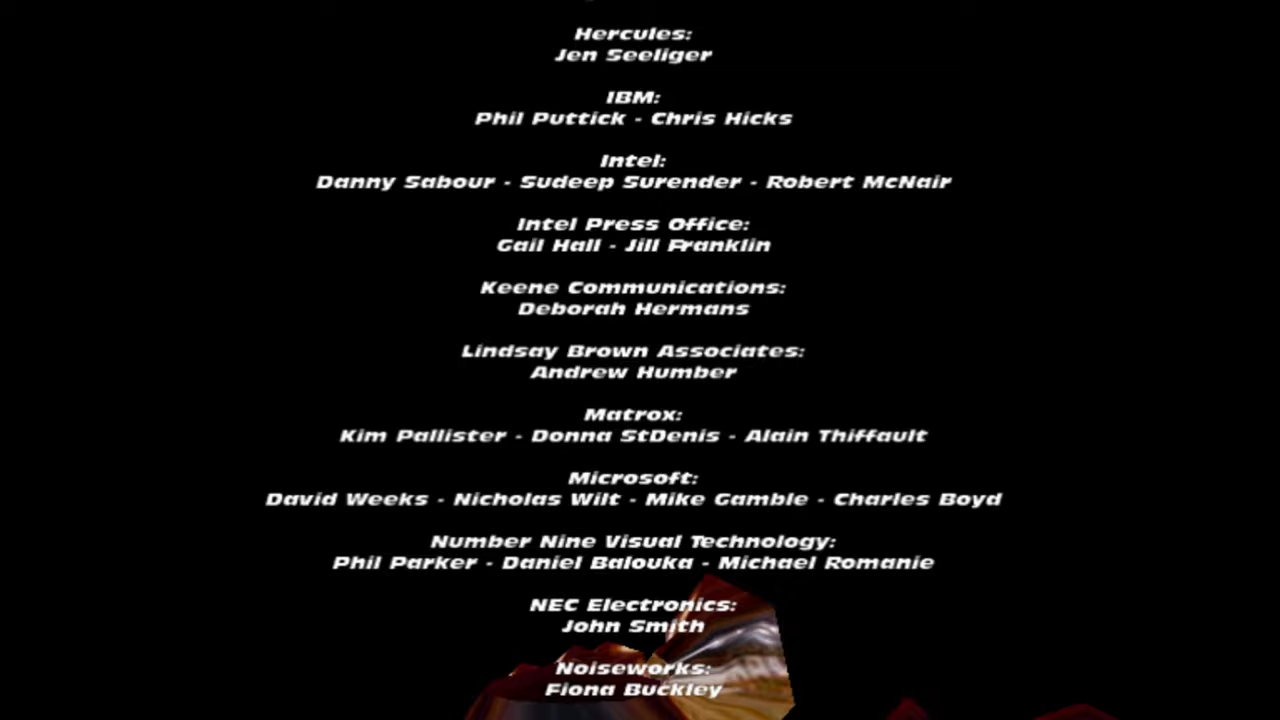 Hercules:
Jen Seeliger
IBM:
Phil Puttick - Chris Hicks
Intel:
Danny Sabour - Sudeep Surender - Robert McNair
Intel Press Office:
Gail Hall - Jill Franklin
Keene Communications:
Deborah Hermans
Lindsay Brown Associates:
Andrew Humber
Matrox:
Kim Pallister - Donna StDenis - Alain Thiffault
Microsoft:
David Weeks - Nicholas Wilt - Mike Gamble - Charles Boyd
Number Nine Visual Technology:
Phil Parker - Daniel Balouka - Michael Romanie
NEC Electronics:
John Smith
Noiseworks:
Fiona Buckley